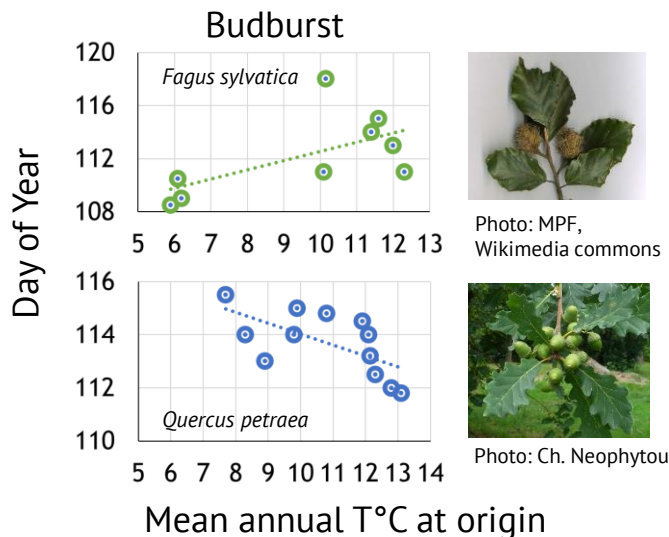 Budburst
Day of Year
120
116
112
108
Fagus sylvatica
5 6 7 8 9 10 11 12 13
Photo: MPF,
Wikimedia commons
116
114
112
110
Quercus petraea
5 6 7 8 9 10 11 12 13 14
Photo: Ch. Neophytou
Mean annual T°C at origin